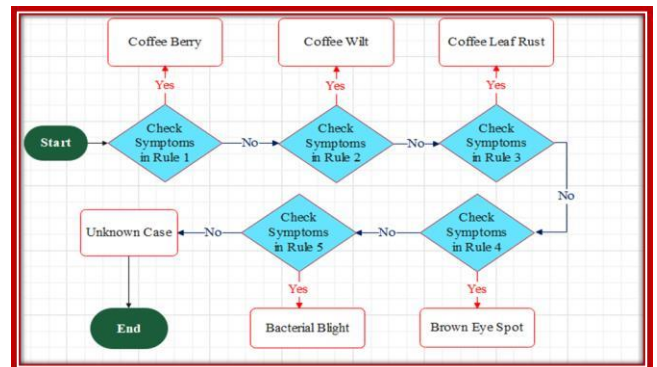 Coffee Berry
Coffee Wilt
Coffee Leaf Rust
Yes
Yes
Yes
Start
Check
Symptoms
in Rule 1
No
Check
Symptoms
in Rule 2
No
Check
Symptoms
in Rule 3
No
Check
Symptoms
in Rule 4
No
Check
Symptoms
in Rule 5
No
Unknown Case
Yes
Yes
End
Bacterial Blight
Brown Eye Spot